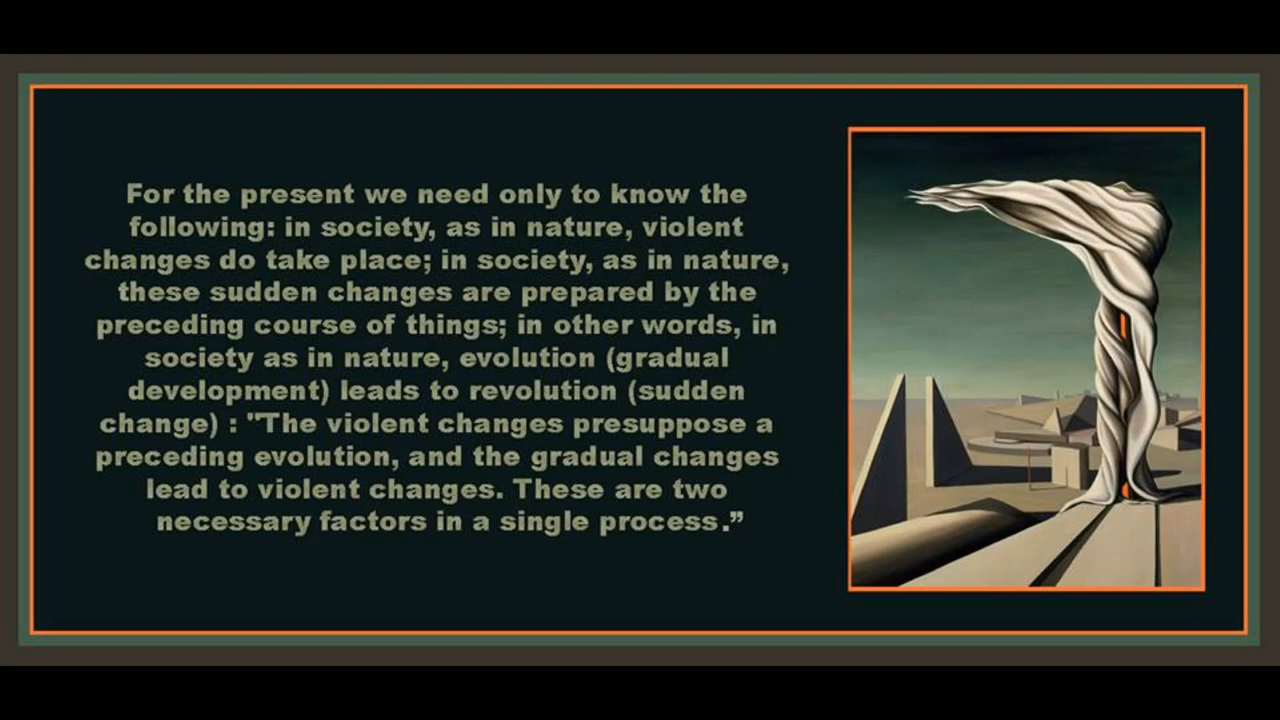 For the present we need only to know the
following: in society, as in nature, violent
changes do take place; in society, as in nature,
these sudden changes are prepared by the
preceding course of things; in other words, in
society as in nature, evolution (gradual
development) leads to revolution (sudden
change) : "The violent changes presuppose a
preceding evolution, and the gradual changes
lead to violent changes. These are two
necessary factors in a single process.”